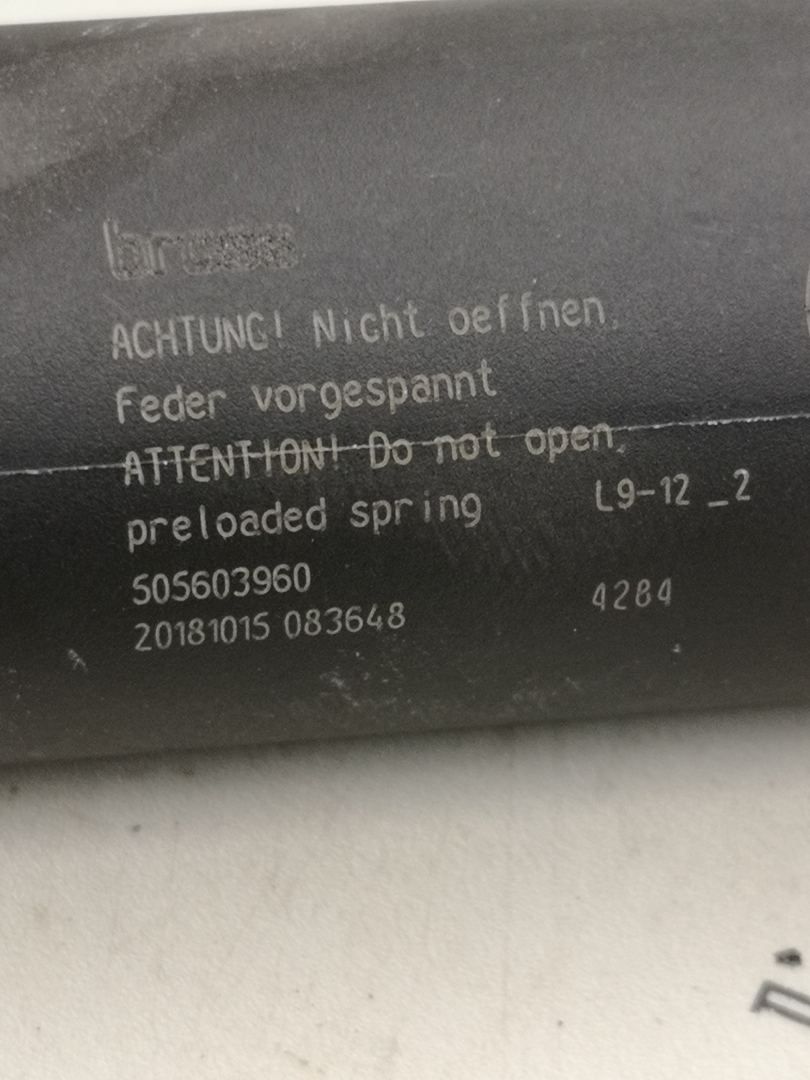 brose
ACHTUNG! Nicht oeffnen.
Feder vorgespannt
ATTENTION! Do not open.
preloaded spring L9-12 _2
505603960
20181015 083648 4284